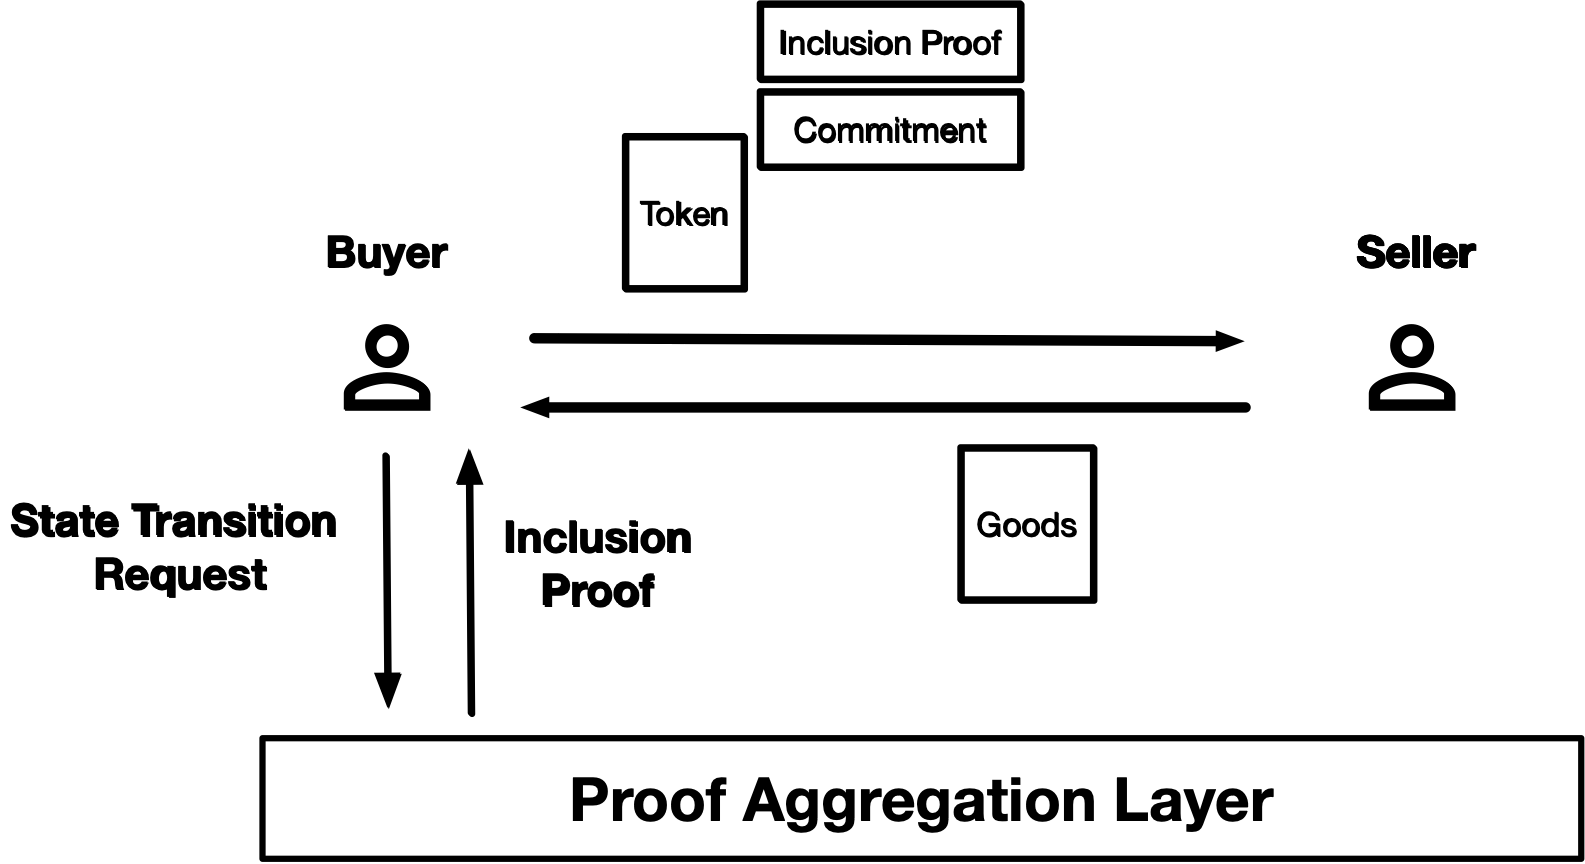 Inclusion Proof
Commitment
Token
Buyer
Seller
State Transition
Request
Inclusion
Proof
Goods
Proof Aggregation Layer